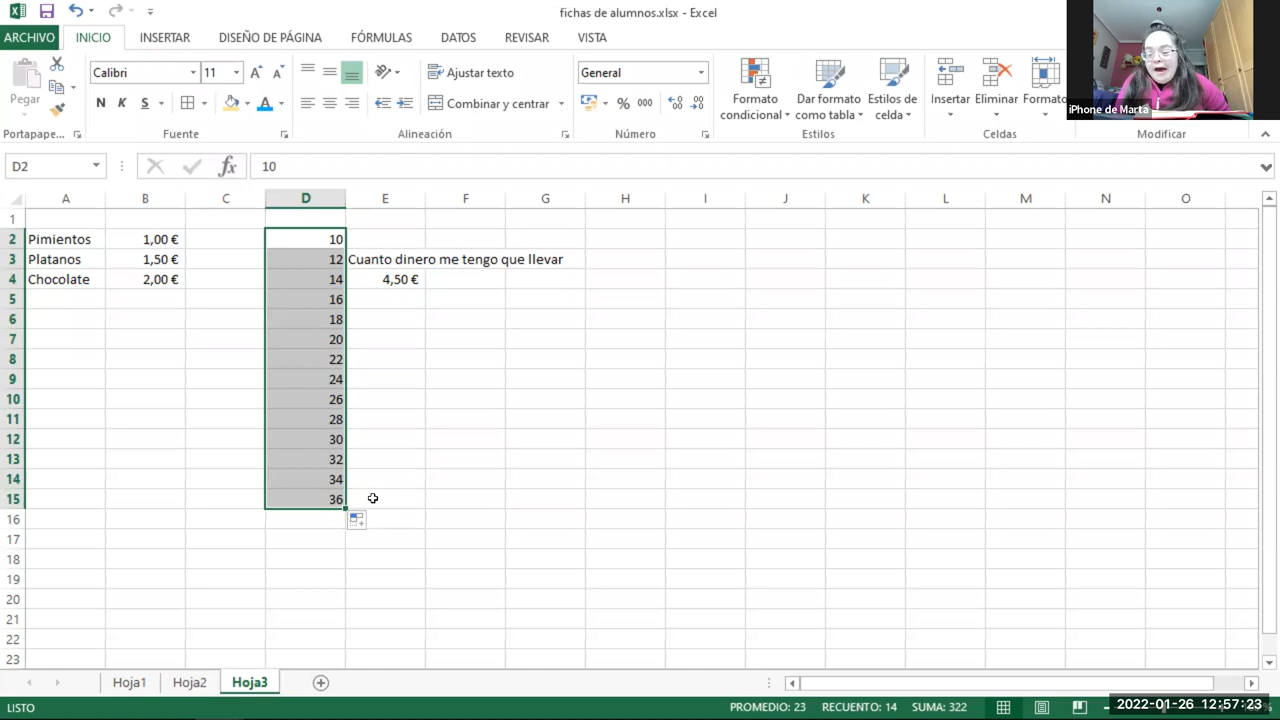 fichas de alumnos.xlsx - Excel
ARCHIVO INICIO INSERTAR DISEÑO DE PÁGINA FÓRMULAS DATOS REVISAR VISTA
Pegar
Calibri 11
N K S
Ajustar texto
Combinar y centrar
General
% 000
Formato condicional
Dar formato como tabla
Estilos de celda
Insertar Eliminar Formato
iPhone de Marta
Portapape... Fuente Alineación Número Estilos Celdas Modificar
D2 fx 10
A B C D E F G H I J K L M N O
1
2 Pimientos 1,00 € 10
3 Platanos 1,50 € 12 Cuanto dinero me tengo que llevar
4 Chocolate 2,00 € 14 4,50 €
5 16
6 18
7 20
8 22
9 24
10 26
11 28
12 30
13 32
14 34
15 36
16
17
18
19
20
21
22
23
Hoja1 Hoja2 Hoja3
LISTO PROMEDIO: 23 RECUENTO: 14 SUMA: 322
2022-01-26 12:57:23